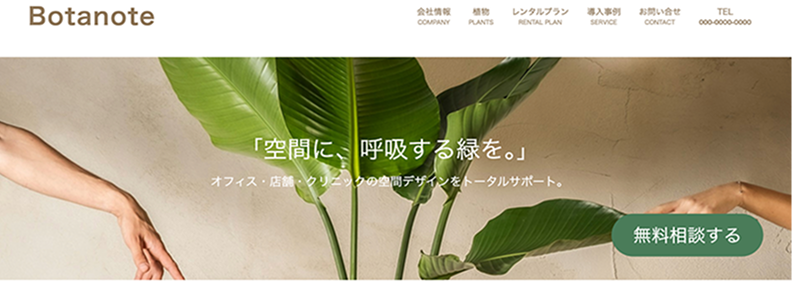 Botanote
会社情報 植物 レンタルプラン 導入事例 お問い合せ TEL
COMPANY PLANTS RENTAL PLAN SERVICE CONTACT 000-0000-0000
「空間に、呼吸する緑を。」
オフィス・店舗・クリニックの空間デザインをトータルサポート。
無料相談する